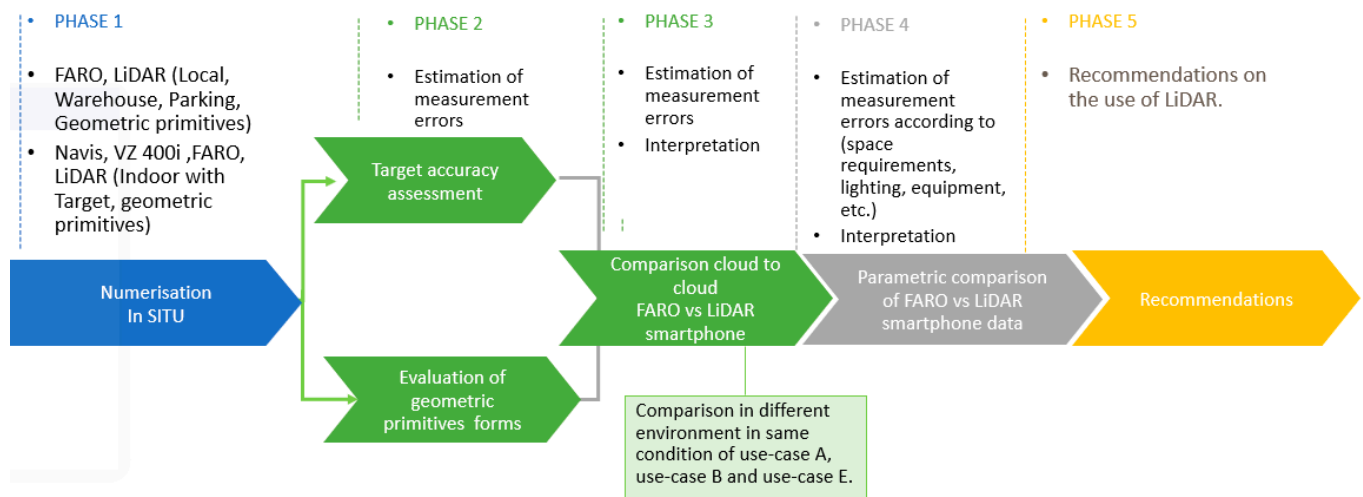 • PHASE 1
• FARO, LiDAR (Local,
Warehouse, Parking,
Geometric primitives)
• Navis, VZ 400i ,FARO,
LiDAR (Indoor with
Target, geometric
primitives)
• PHASE 2
• Estimation of
measurement
errors
• PHASE 3
• Estimation of
measurement
errors
• Interpretation
• PHASE 4
• Estimation of
measurement
errors according to
(space
requirements,
lighting, equipment,
etc.)
• Interpretation
• PHASE 5
• Recommendations on
the use of LiDAR.
Numerisation
In SITU
Target accuracy
assessment
Evaluation of
geometric
primitives forms
Comparison cloud to
cloud
FARO vs LiDAR
smartphone
Parametric comparison
of FARO vs LiDAR
smartphone data
Recommendations
Comparison in different
environment in same
condition of use-case A,
use-case B and use-case E.